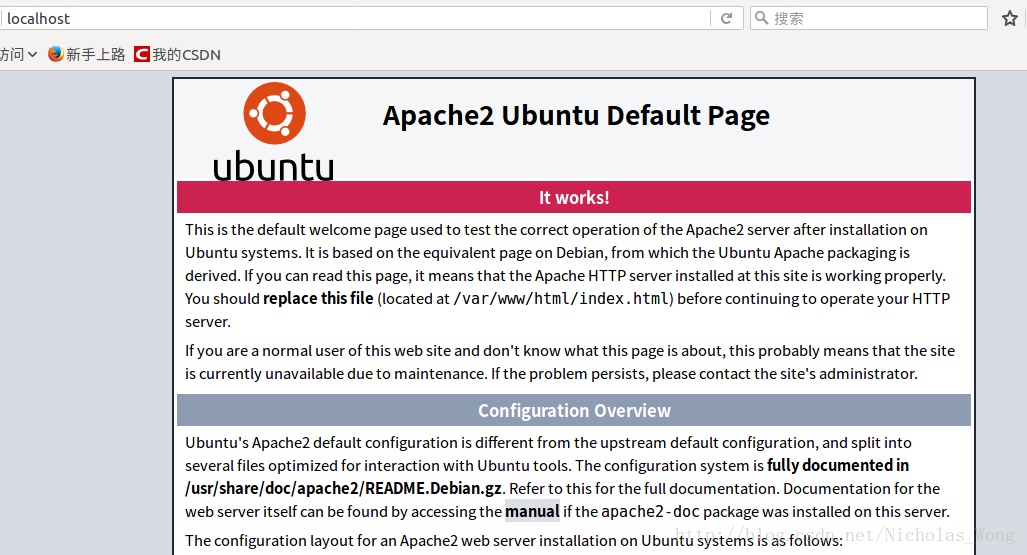 localhost
搜索
访问
新手上路
C 我的CSDN
ubuntu
Apache2 Ubuntu Default Page
It works!
This is the default welcome page used to test the correct operation of the Apache2 server after installation on
Ubuntu systems. It is based on the equivalent page on Debian, from which the Ubuntu Apache packaging is
derived. If you can read this page, it means that the Apache HTTP server installed at this site is working properly.
You should replace this file (located at /var/www/html/index.html) before continuing to operate your HTTP
server.
If you are a normal user of this web site and don't know what this page is about, this probably means that the site
is currently unavailable due to maintenance. If the problem persists, please contact the site's administrator.
Configuration Overview
Ubuntu's Apache2 default configuration is different from the upstream default configuration, and split into
several files optimized for interaction with Ubuntu tools. The configuration system is fully documented in
/usr/share/doc/apache2/README.Debian.gz. Refer to this for the full documentation. Documentation for the
web server itself can be found by accessing the manual if the apache2-doc package was installed on this server.
The configuration layout for an Apache2 web server installation on Ubuntu systems is as follows:
http://blog.csdn.net/Nicholas_Wong